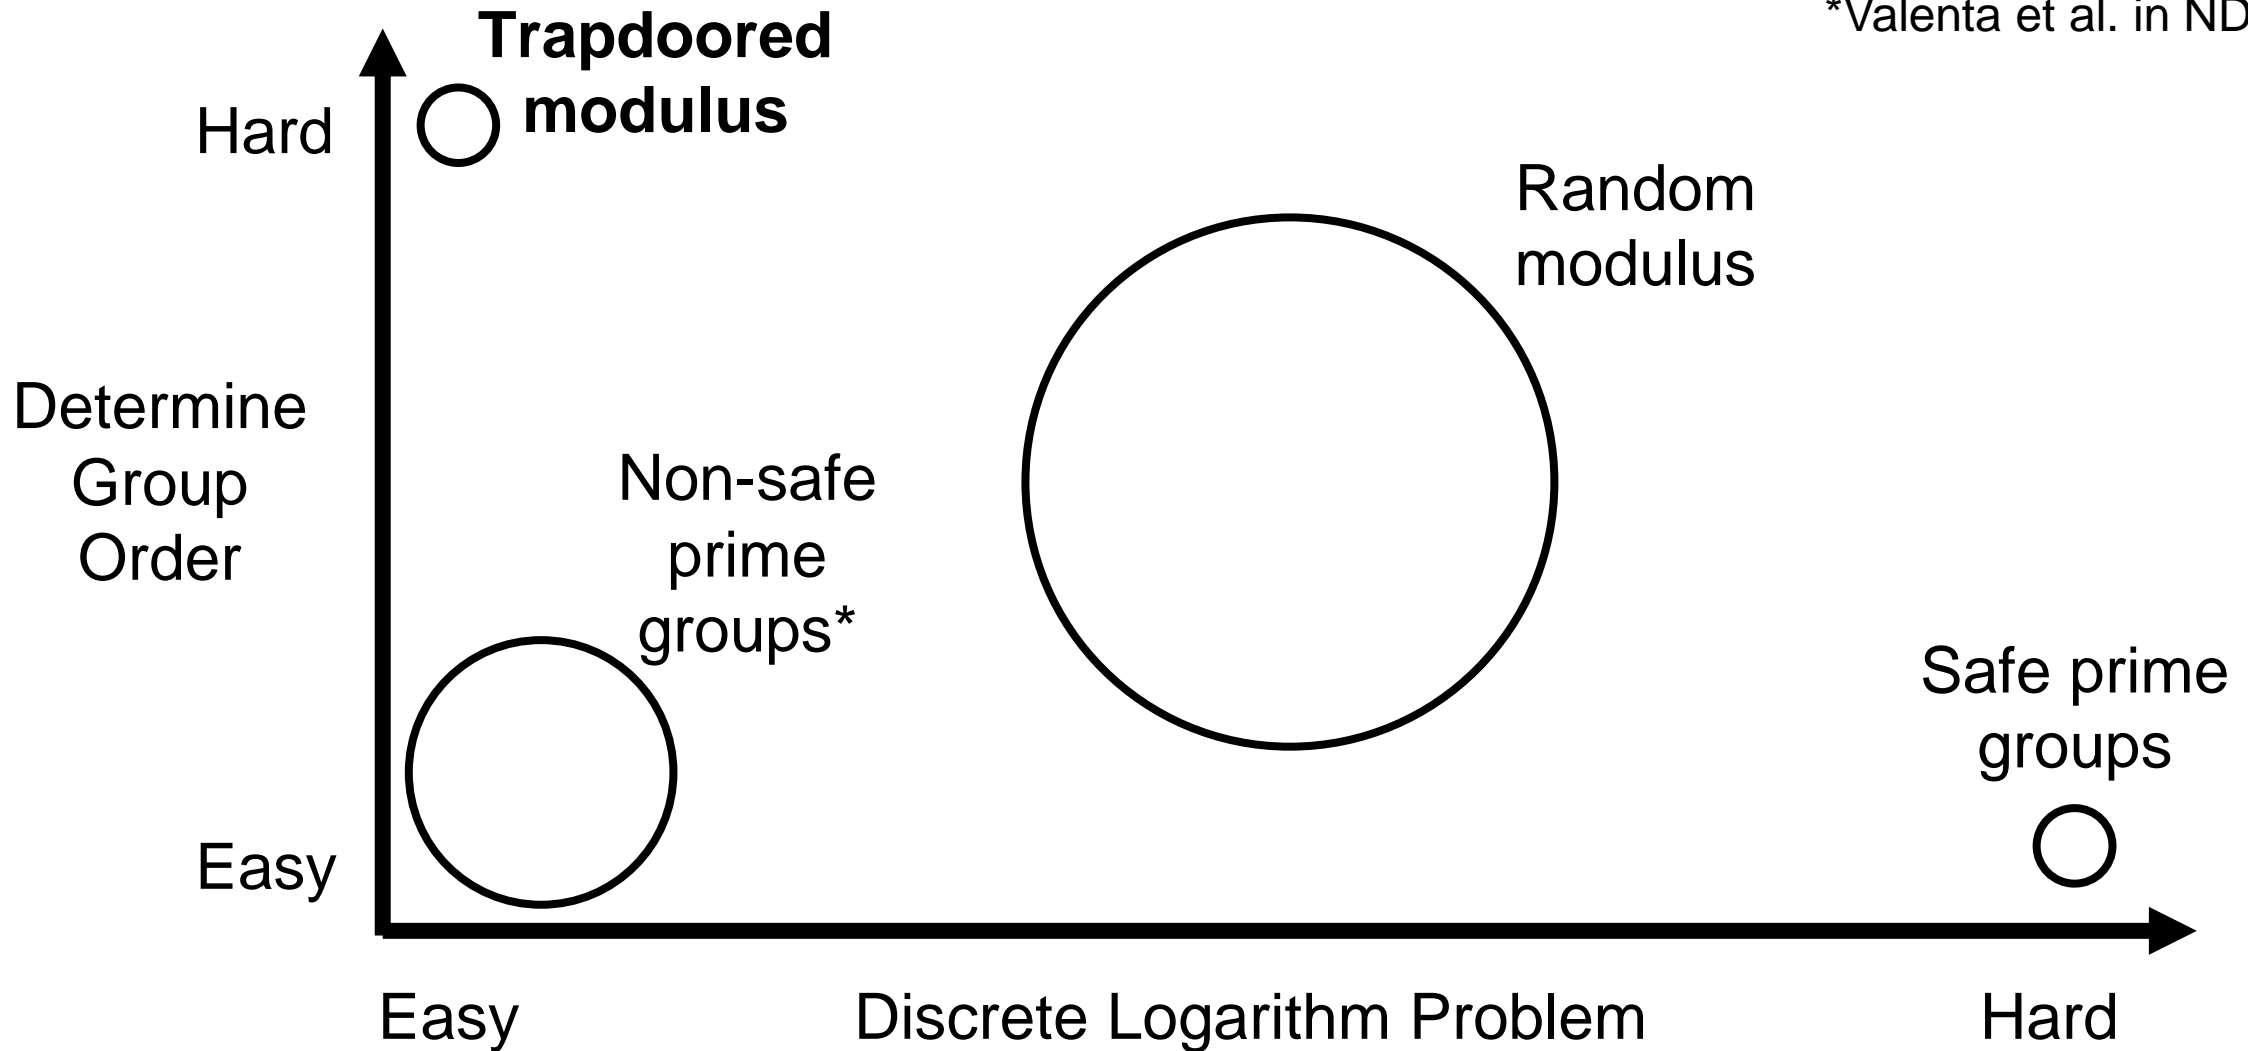 *Valenta et al. in ND
Trapdoored
modulus
Hard
Random
modulus
Determine
Group
Order
Non-safe
prime
groups*
Safe prime
groups
Easy
Easy
Discrete Logarithm Problem
Hard